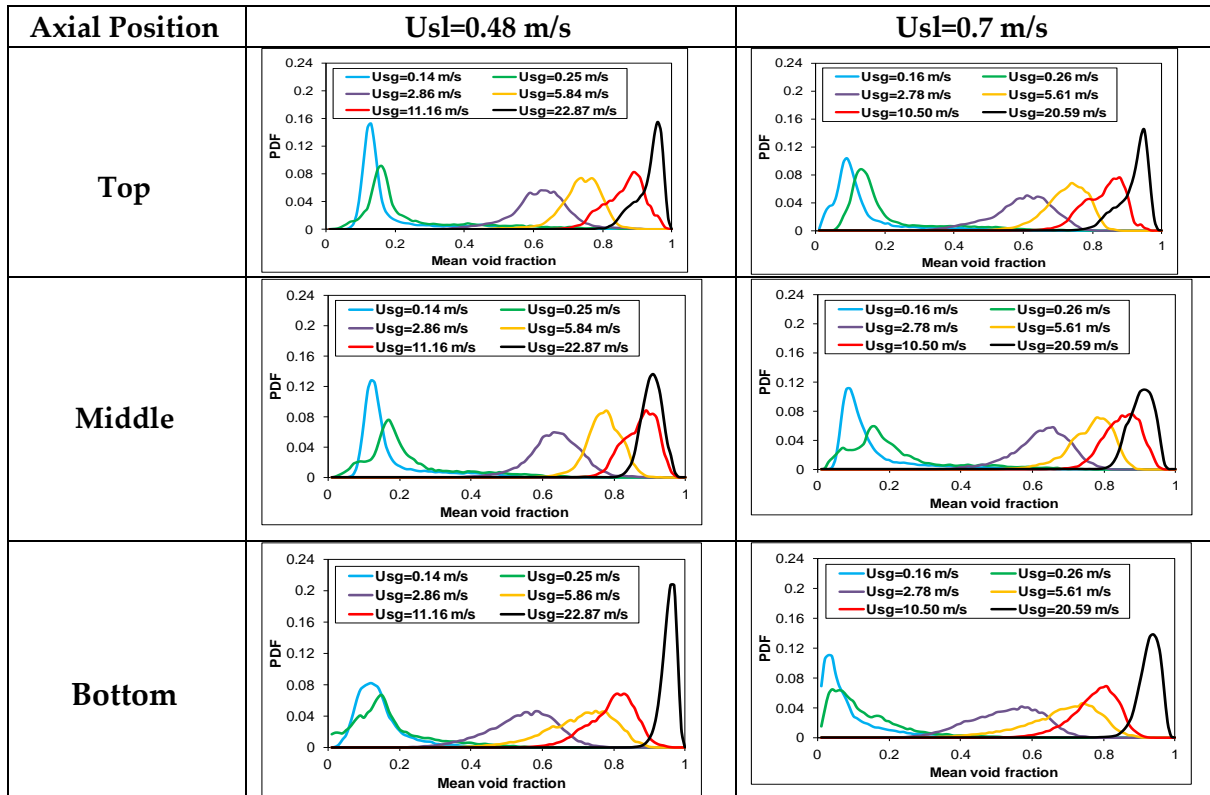 Axial Position Usl=0.48 m/s Usl=0.7 m/s
Top
0.24
0.2
0.16
0.12
0.08
0.04
0
PDF
Usg=0.14 m/s Usg=0.25 m/s
Usg=2.86 m/s Usg=5.84 m/s
Usg=11.16 m/s Usg=22.87 m/s
0 0.2 0.4 0.6 0.8 1
Mean void fraction
0.24
0.2
0.16
0.12
0.08
0.04
0
PDF
Usg=0.16 m/s Usg=0.26 m/s
Usg=2.78 m/s Usg=5.61 m/s
Usg=10.50 m/s Usg=20.59 m/s
0 0.2 0.4 0.6 0.8 1
Mean void fraction
Middle
0.24
0.2
0.16
0.12
0.08
0.04
0
PDF
Usg=0.14 m/s Usg=0.25 m/s
Usg=2.86 m/s Usg=5.84 m/s
Usg=11.16 m/s Usg=22.87 m/s
0 0.2 0.4 0.6 0.8 1
Mean void fraction
0.24
0.2
0.16
0.12
0.08
0.04
0
PDF
Usg=0.16 m/s Usg=0.26 m/s
Usg=2.78 m/s Usg=5.61 m/s
Usg=10.50 m/s Usg=20.59 m/s
0 0.2 0.4 0.6 0.8 1
Mean void fraction
Bottom
0.24
0.2
0.16
0.12
0.08
0.04
0
PDF
Usg=0.14 m/s Usg=0.25 m/s
Usg=2.86 m/s Usg=5.86 m/s
Usg=11.16 m/s Usg=22.87 m/s
0 0.2 0.4 0.6 0.8 1
Mean void fraction
0.24
0.2
0.16
0.12
0.08
0.04
0
PDF
Usg=0.16 m/s Usg=0.26 m/s
Usg=2.78 m/s Usg=5.61 m/s
Usg=10.50 m/s Usg=20.59 m/s
0 0.2 0.4 0.6 0.8 1
Mean void fraction